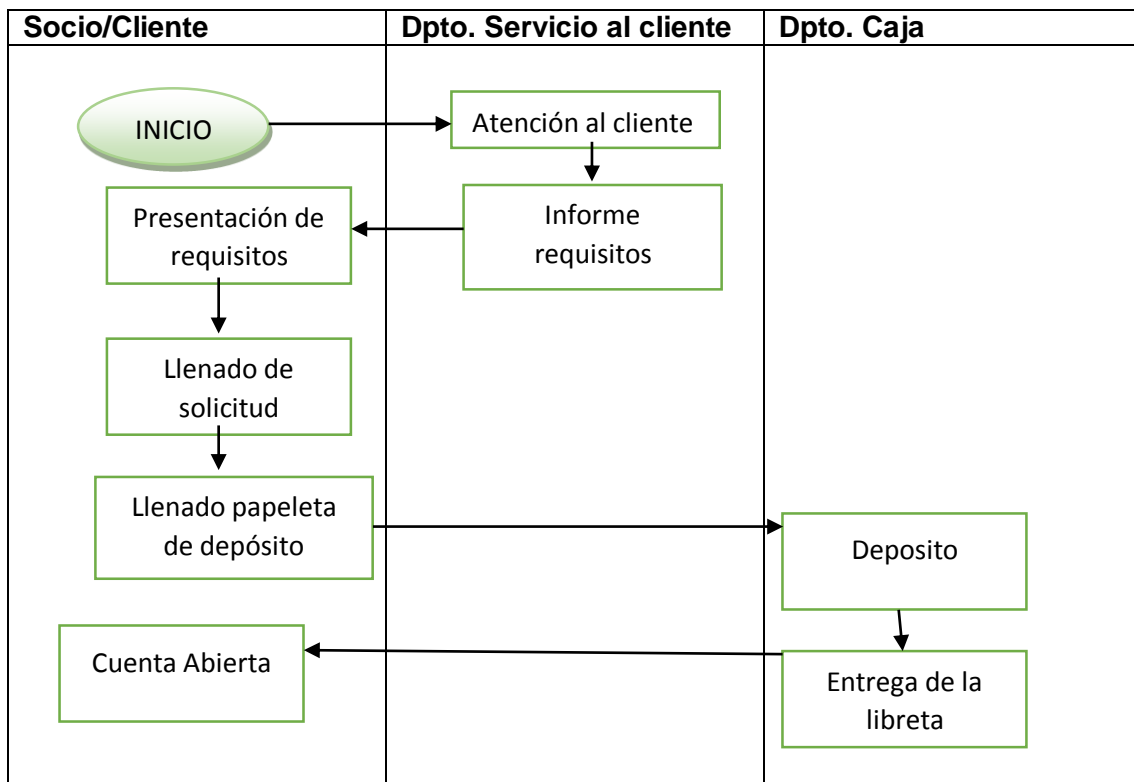 Socio/Cliente
Dpto. Servicio al cliente
Dpto. Caja
INICIO
Atención al cliente
Informe
requisitos
Presentación de
requisitos
Llenado de
solicitud
Llenado papeleta
de depósito
Deposito
Entrega de la
libreta
Cuenta Abierta